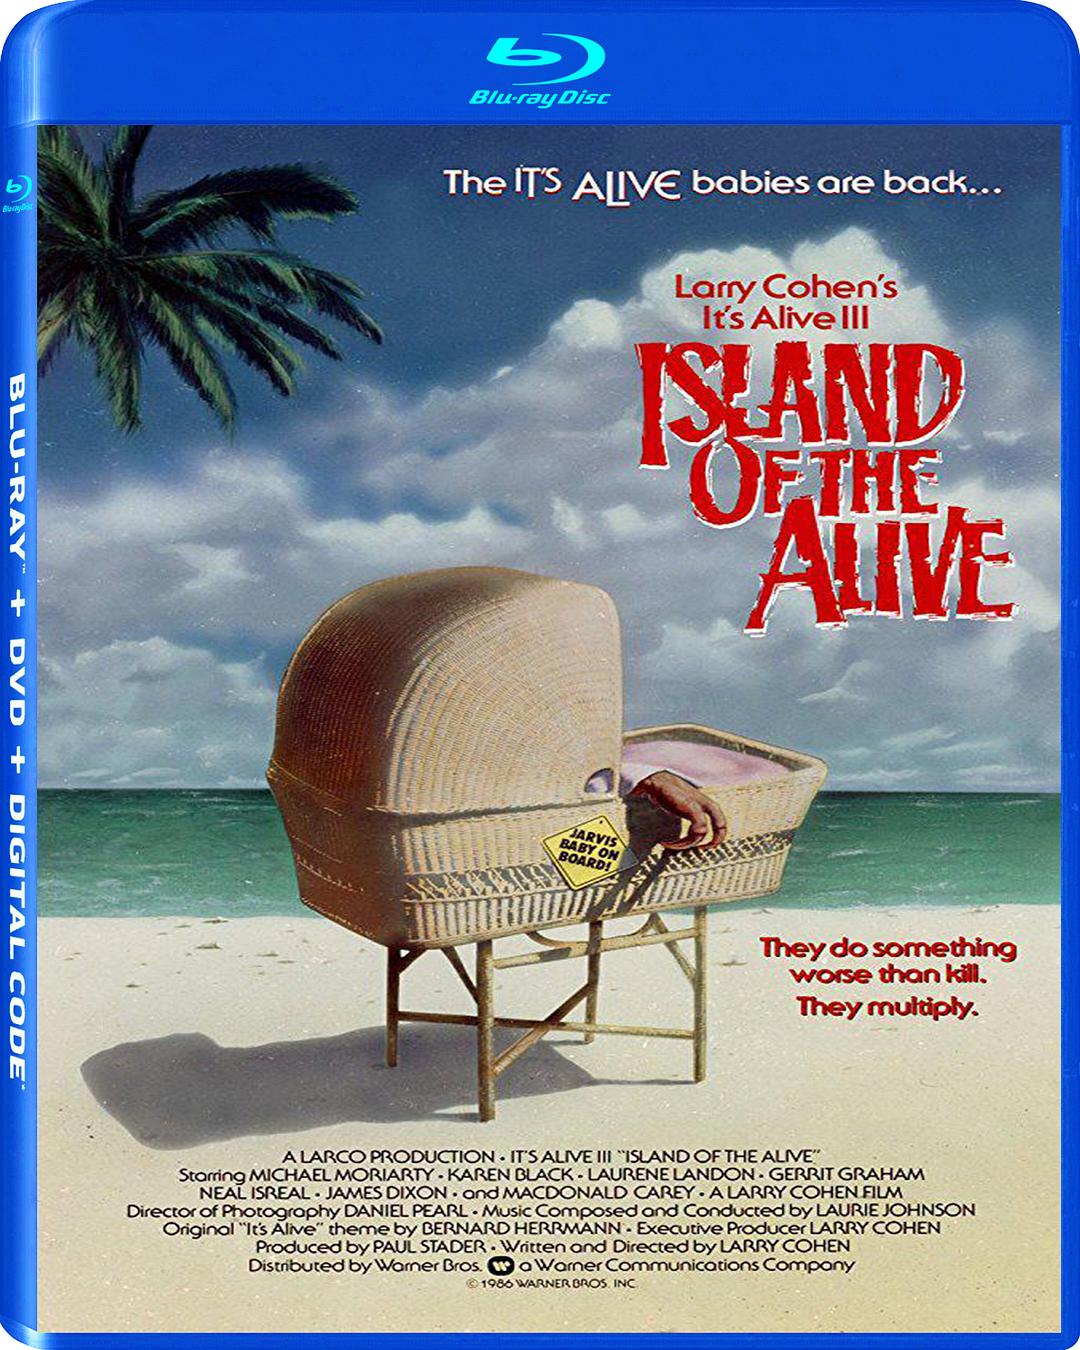 Blu-ray Disc
Blu-ray Disc
BLU-RAY™ + DVD + DIGITAL CODE*
The IT'S ALIVE babies are back...
Larry Cohen's
It's Alive III
ISLAND
OF THE
ALIVE
JARVIS
BABY ON
BOARD!
They do something
worse than kill.
They multiply.
A LARCO PRODUCTION • IT'S ALIVE III "ISLAND OF THE ALIVE"
Starring MICHAEL MORIARTY • KAREN BLACK • LAURENE LANDON • GERRIT GRAHAM
NEAL ISREAL • JAMES DIXON • and MACDONALD CAREY • A LARRY COHEN FILM
Director of Photography DANIEL PEARL • Music Composed and Conducted by LAURIE JOHNSON
Original "It's Alive" theme by BERNARD HERRMANN • Executive Producer LARRY COHEN
Produced by PAUL STADER • Written and Directed by LARRY COHEN
Distributed by Warner Bros. W a Warner Communications Company
© 1986 WARNER BROS. INC.